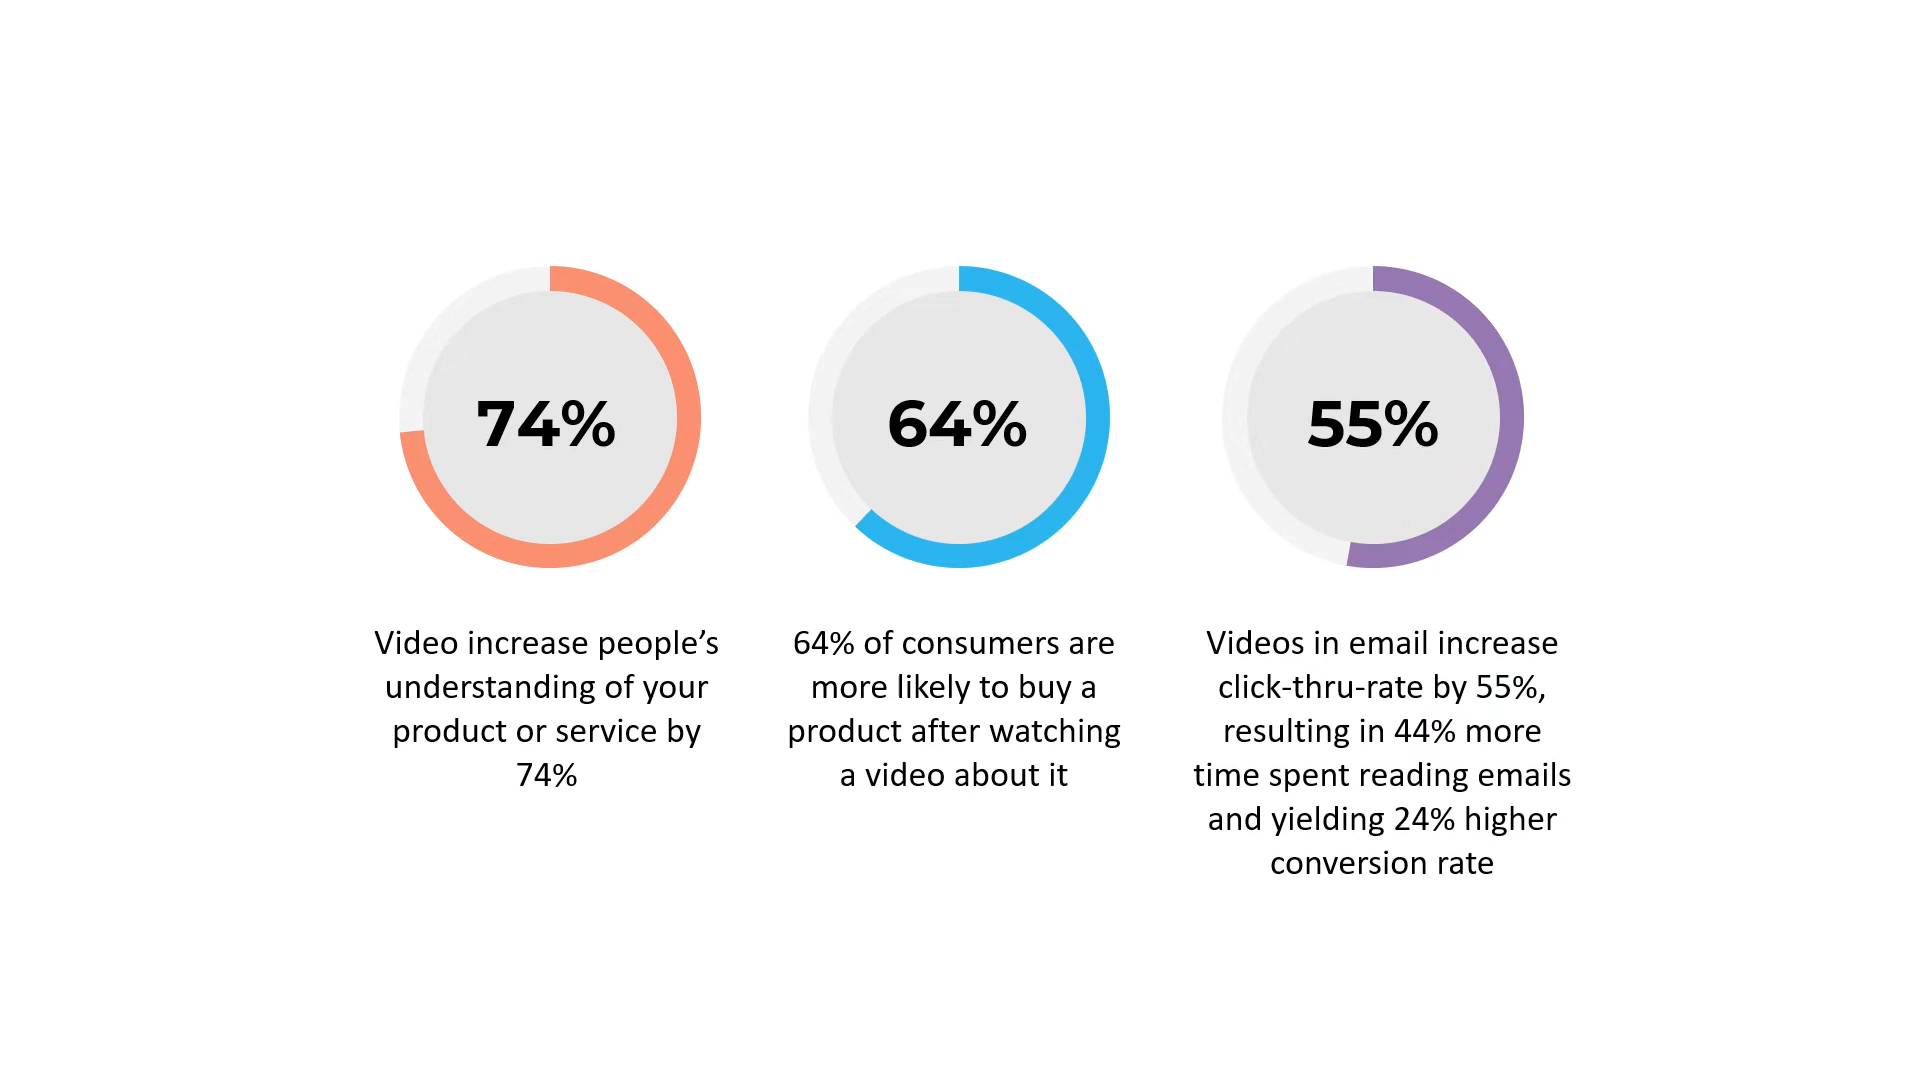 74%
64%
55%
Video increase people’s
understanding of your
product or service by
74%
64% of consumers are
more likely to buy a
product after watching
a video about it
Videos in email increase
click-thru-rate by 55%,
resulting in 44% more
time spent reading emails
and yielding 24% higher
conversion rate